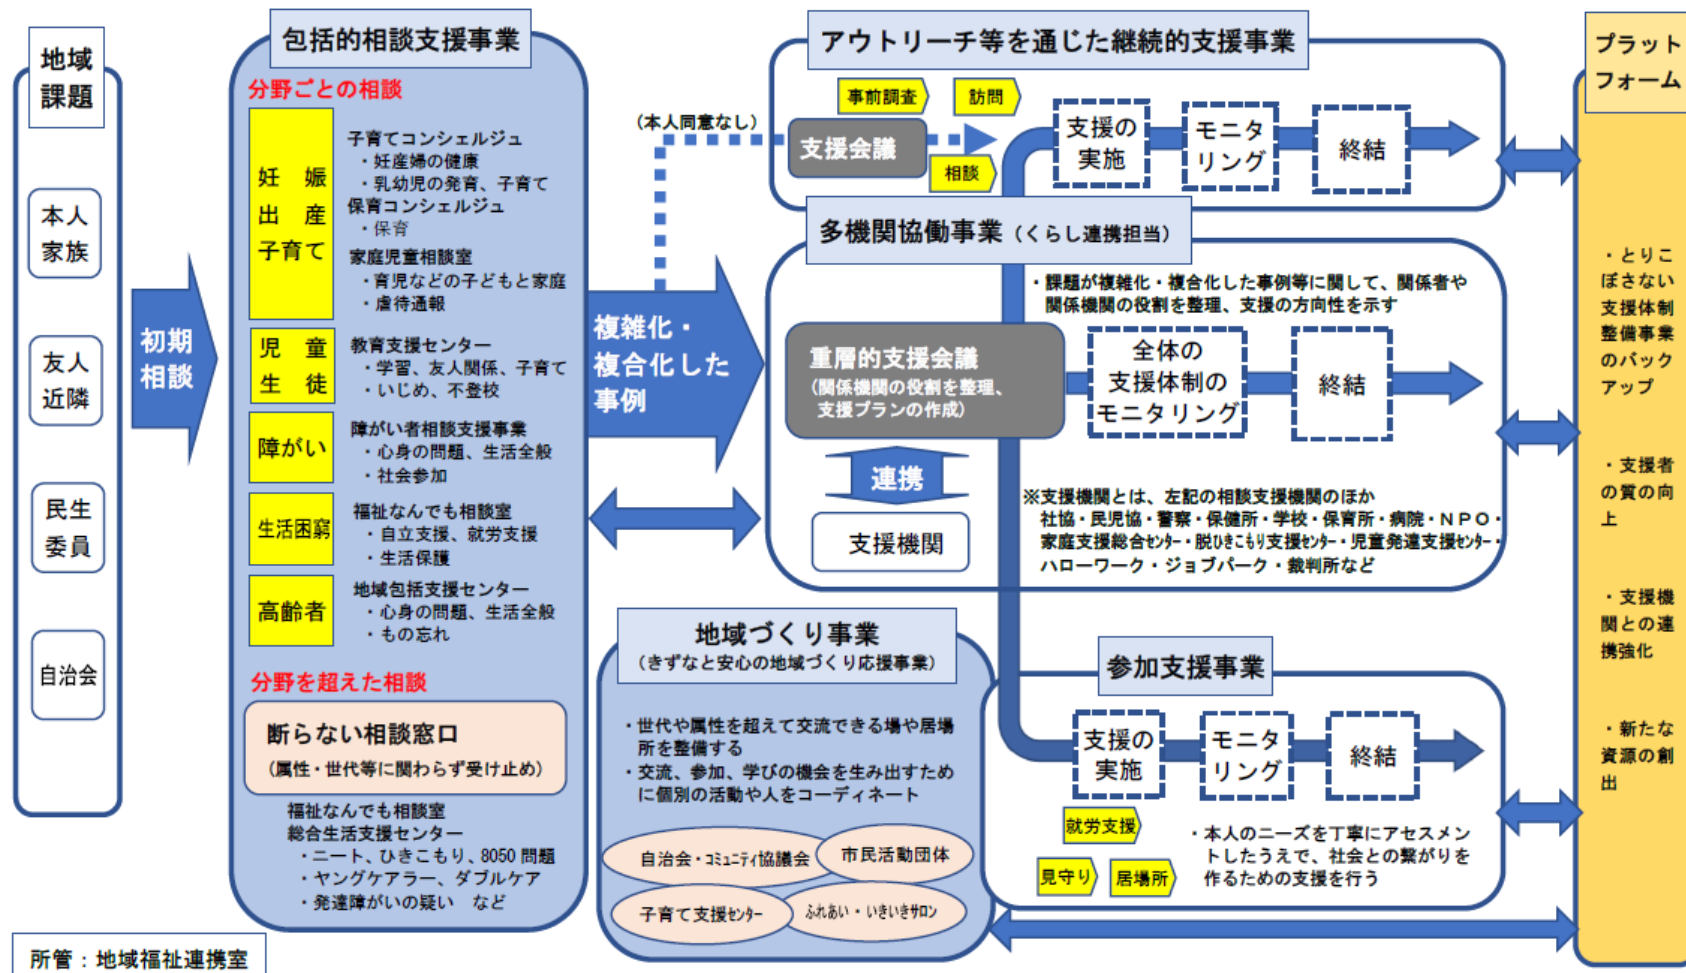 地域
課題
本人
家族
友人
近隣
民生
委員
自治会
初期
相談
包括的相談支援事業
分野ごとの相談
妊　娠
出　産
子育て
子育てコンシェルジュ
・妊産婦の健康
・乳幼児の発育、子育て
保育コンシェルジュ
・保育
家庭児童相談室
・育児などの子どもと家庭
・虐待通報
児　童
生　徒
教育支援センター
・学習、友人関係、子育て
・いじめ、不登校
障がい
障がい者相談支援事業
・心身の問題、生活全般
・社会参加
生活困窮
福祉なんでも相談室
・自立支援、就労支援
・生活保護
高齢者
地域包括支援センター
・心身の問題、生活全般
・もの忘れ
分野を超えた相談
断らない相談窓口
(属性・世代等に関わらず受け止め)
福祉なんでも相談室
総合生活支援センター
・ニート、ひきこもり、8050 問題
・ヤングケアラー、ダブルケア
・発達障がいの疑い　など
所管：地域福祉連携室
複雑化・
複合化した
事例
(本人同意なし)
アウトリーチ等を通じた継続的支援事業
事前調査
訪問
支援会議
相談
支援の
実施
モニタ
リング
終結
多機関協働事業（くらし連携担当）
・課題が複雑化・複合化した事例等に関して、関係者や
関係機関の役割を整理、支援の方向性を示す
重層的支援会議
(関係機関の役割を整理、
支援プランの作成)
全体の
支援体制の
モニタリング
終結
連携
支援機関
※支援機関とは、左記の相談支援機関のほか
社協・民児協・警察・保健所・学校・保育所・病院・ＮＰＯ・
家庭支援総合センター・脱ひきこもり支援センター・児童発達支援センター・
ハローワーク・ジョブパーク・裁判所など
地域づくり事業
（きずなと安心の地域づくり応援事業）
・世代や属性を超えて交流できる場や居場
所を整備する
・交流、参加、学びの機会を生み出すため
に個別の活動や人をコーディネート
自治会・コミュニティ協議会
市民活動団体
子育て支援センター
ふれあい・いきいきサロン
参加支援事業
支援の
実施
モニタ
リング
終結
就労支援
見守り
居場所
・本人のニーズを丁寧にアセスメン
トしたうえで、社会との繋がりを
作るための支援を行う
プラット
フォーム
・とりこ
ぼさない
支援体制
整備事業
のバック
アップ
・支援者
の質の向
上
・支援機
関との連
携強化
・新たな
資源の創
出